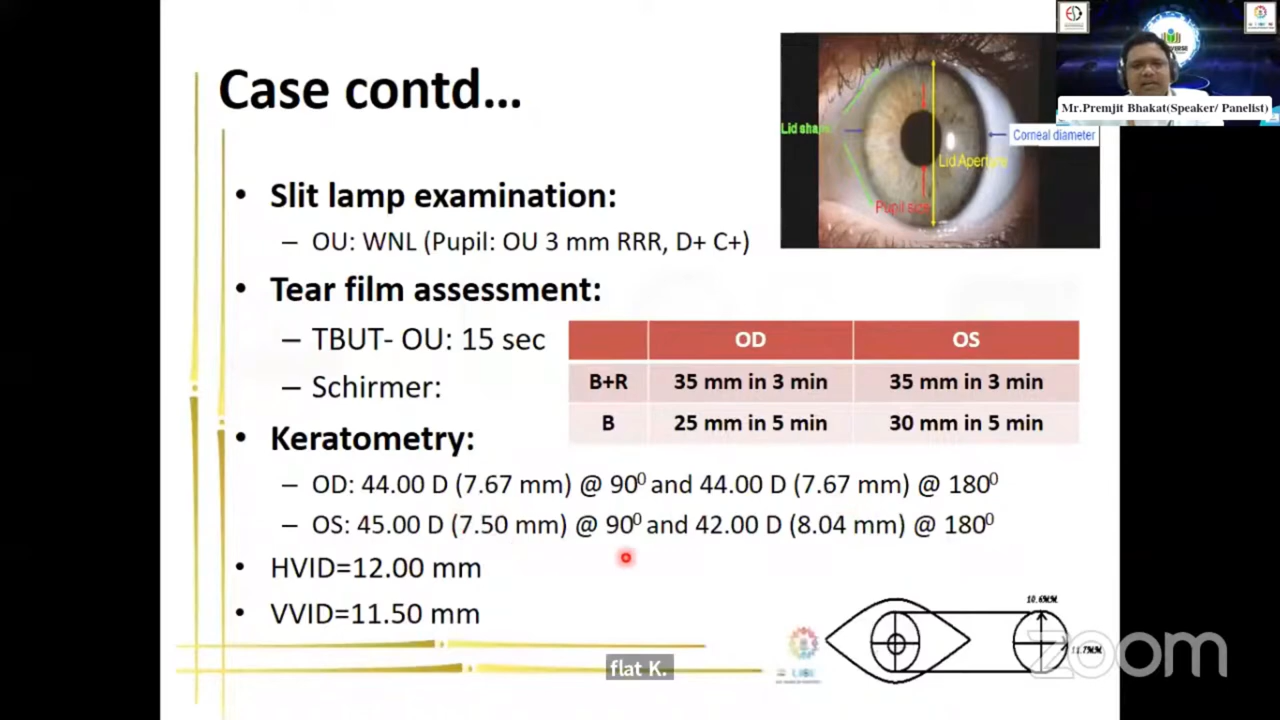 Case contd...
Mr.Premjit Bhakat(Speaker/ Panelist)
Corneal diameter
Lid Aperture
Pupil size
• Slit lamp examination:
– OU: WNL (Pupil: OU 3 mm RRR, D+ C+)
• Tear film assessment:
– TBUT- OU: 15 sec
– Schirmer:
OD OS
B+R 35 mm in 3 min 35 mm in 3 min
B 25 mm in 5 min 30 mm in 5 min
• Keratometry:
– OD: 44.00 D (7.67 mm) @ 90⁰ and 44.00 D (7.67 mm) @ 180⁰
– OS: 45.00 D (7.50 mm) @ 90⁰ and 42.00 D (8.04 mm) @ 180⁰
• HVID=12.00 mm
• VVID=11.50 mm
10.6MM
11.7MM
zoom
flat K.